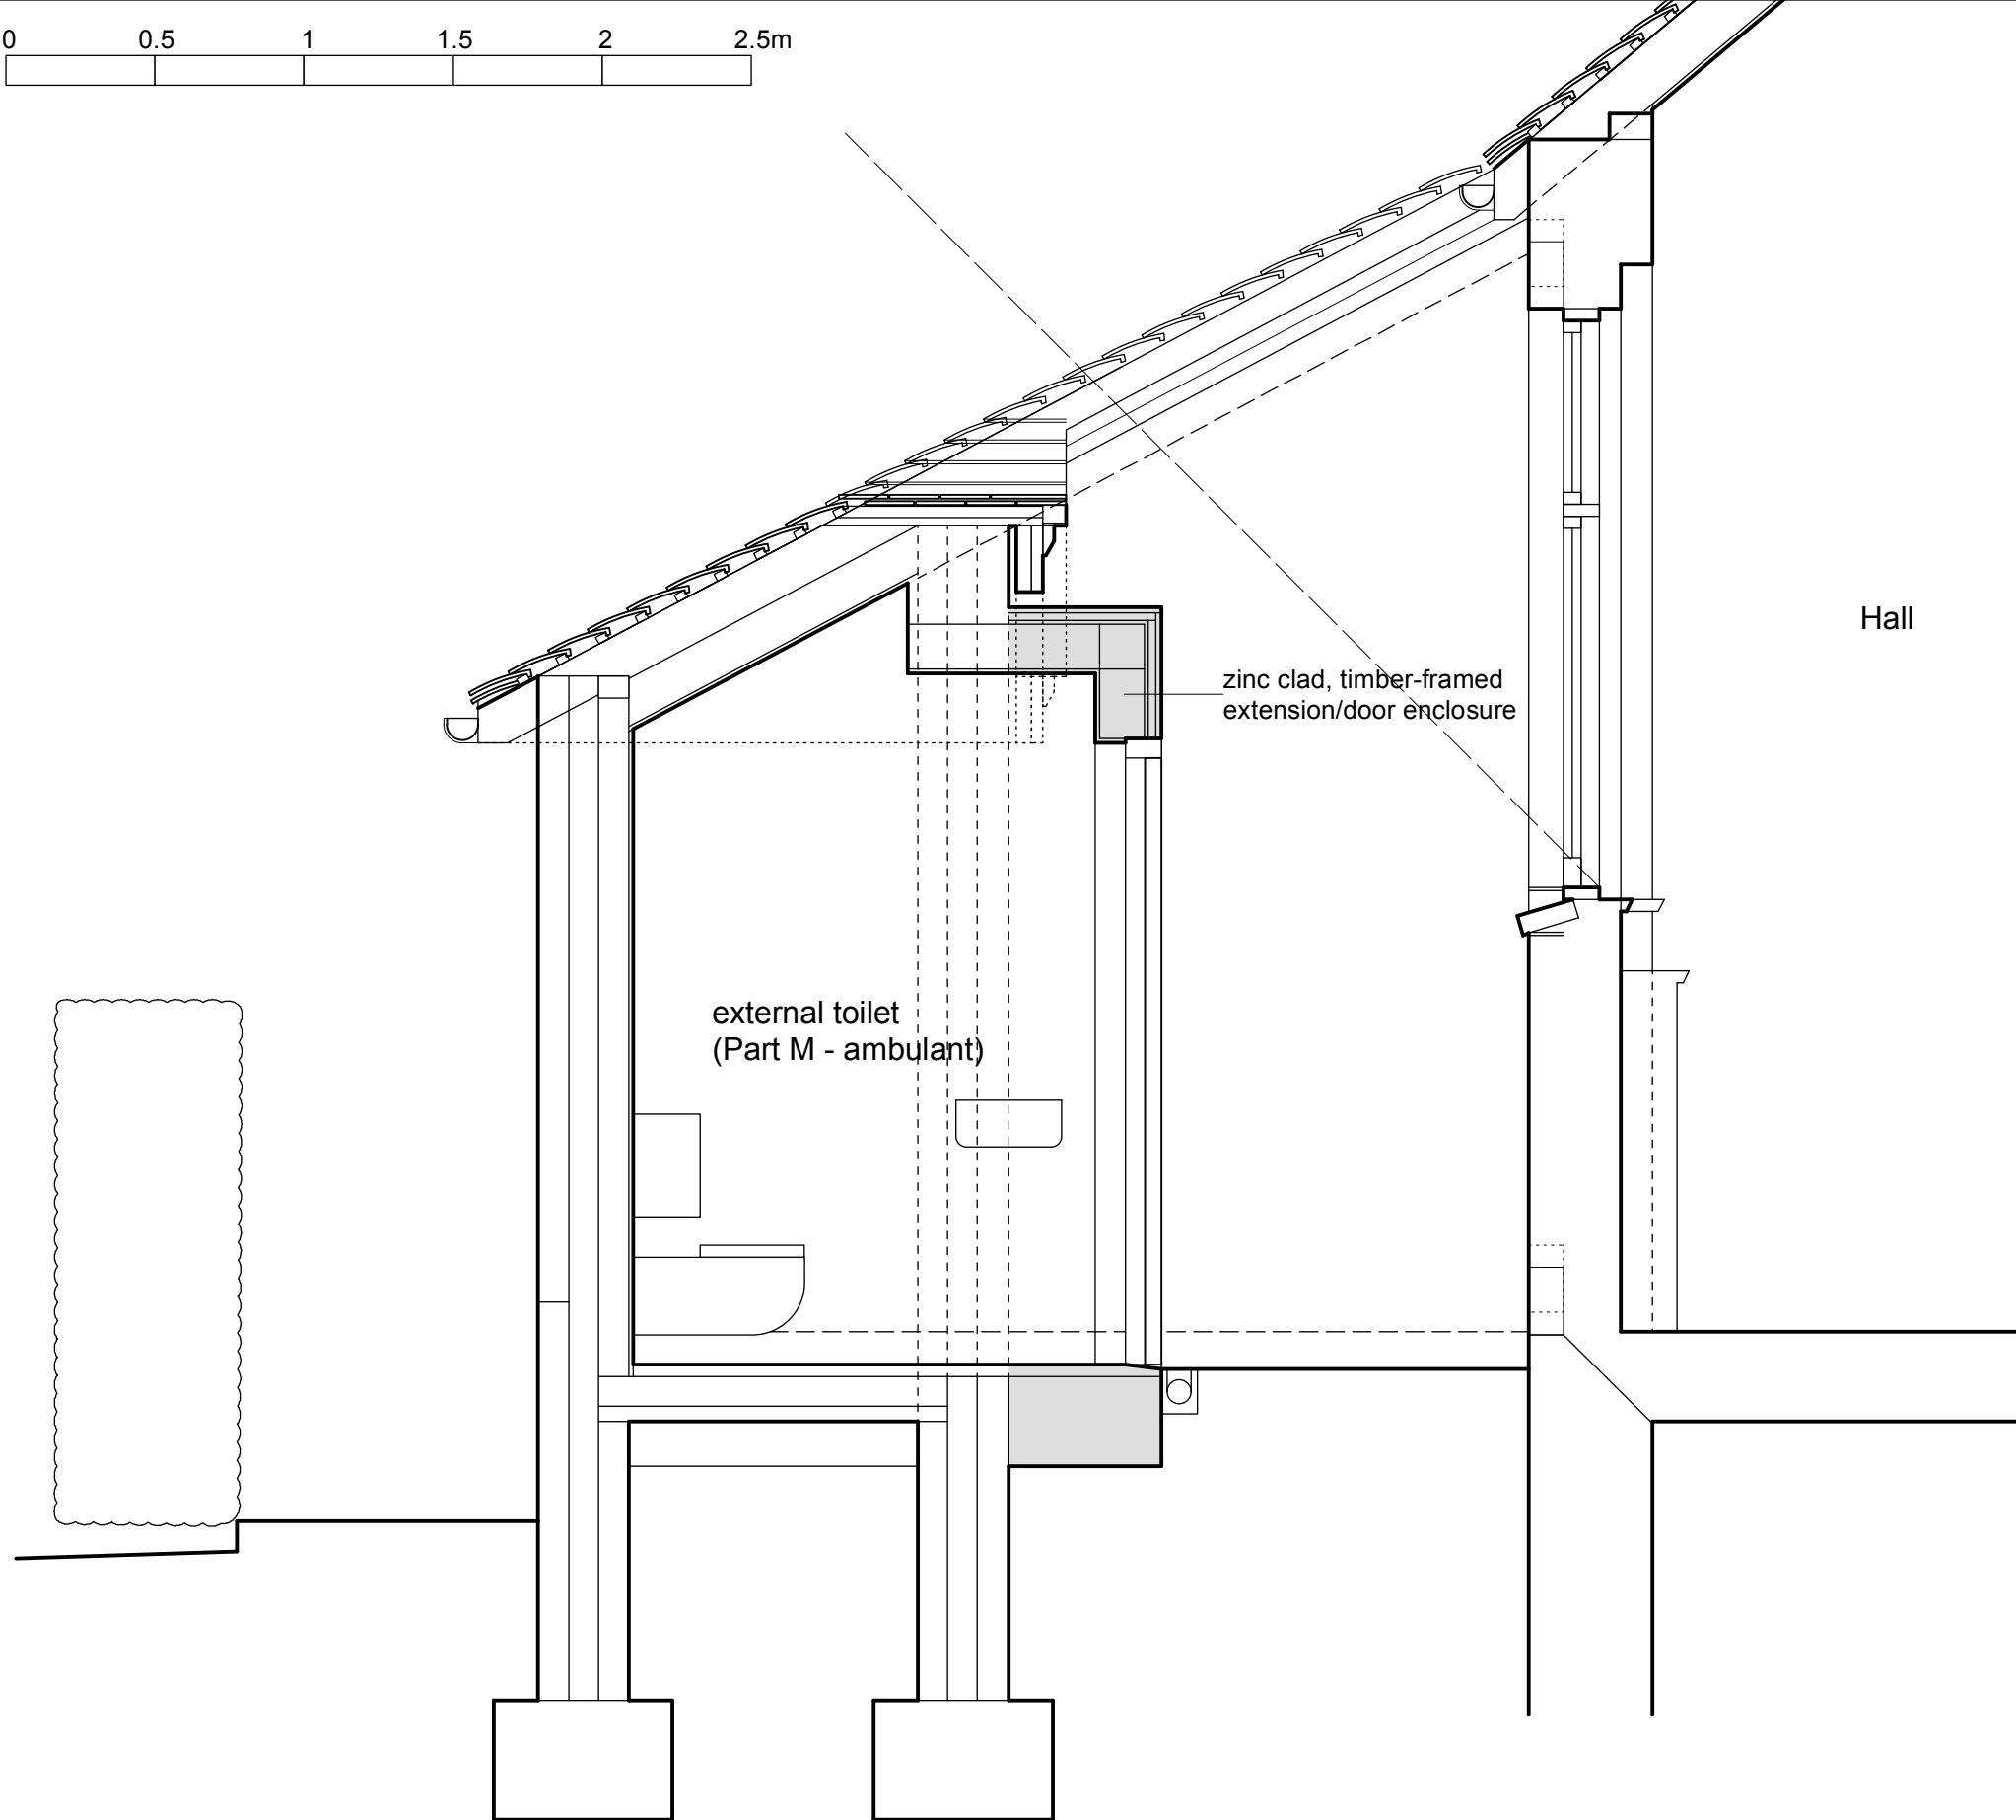 0 0.5 1 1.5 2 2.5m
Hall
zinc clad, timber-framed
extension/door enclosure
external toilet
(Part M - ambulant)